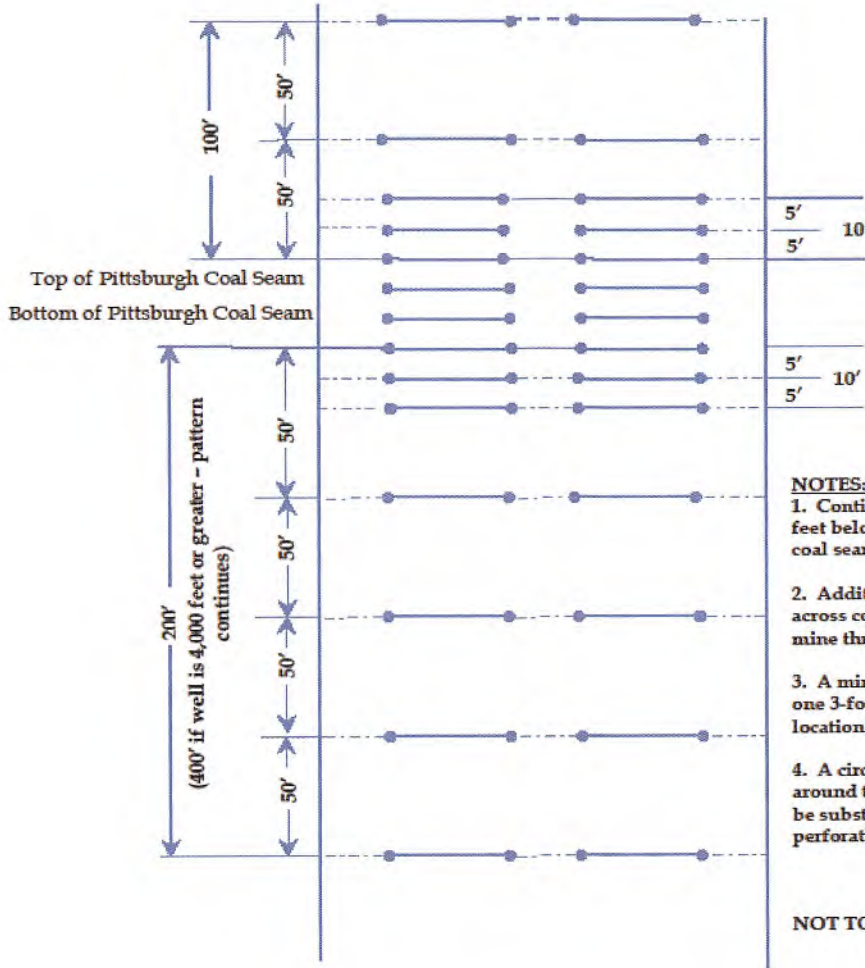 50'
100'
50'
5'
10
5'
Top of Pittsburgh Coal Seam
Bottom of Pittsburgh Coal Seam
5'
10'
5'
50'
200'
(400' if well is 4,000 feet or greater – pattern
continues)
50'
50'
50'
NOTES:
1. Conti
feet belo
coal sear
2. Addit
across co
mine thr
3. A min
one 3-fo
location
4. A circ
around t
be subst
perforat
NOT TO